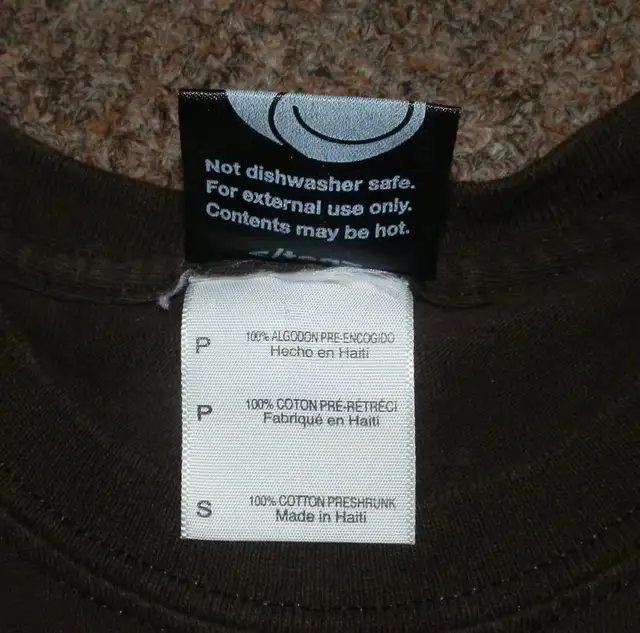 Not dishwasher safe.
For external use only.
Contents may be hot.
P
100% ALGODON PRE-ENCOGIDO
Hecho en Haiti
P
100% COTON PRÉ-RÉTRÉCI
Fabriqué en Haiti
S
100% COTTON PRESHRUNK
Made in Haiti